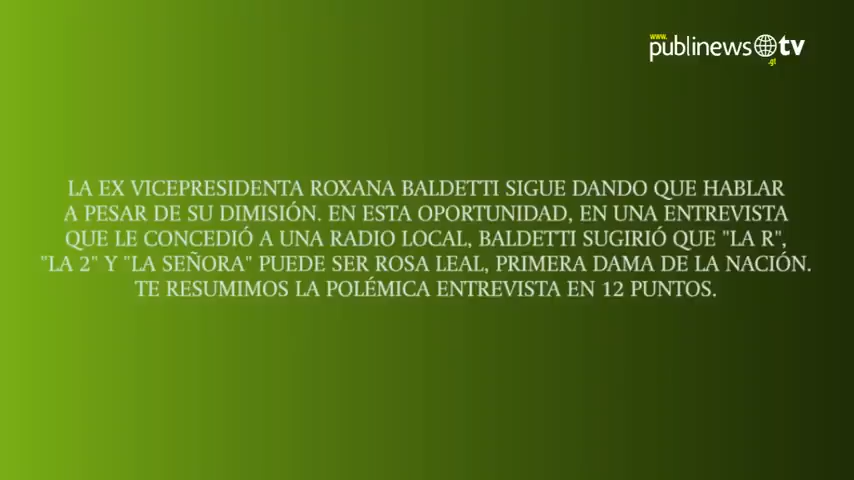 www.
publinews tv
.gt
LA EX VICEPRESIDENTA ROXANA BALDETTI SIGUE DANDO QUE HABLAR
A PESAR DE SU DIMISIÓN. EN ESTA OPORTUNIDAD, EN UNA ENTREVISTA
QUE LE CONCEDIÓ A UNA RADIO LOCAL, BALDETTI SUGIRIÓ QUE "LA R",
"LA 2" Y "LA SEÑORA" PUEDE SER ROSA LEAL, PRIMERA DAMA DE LA NACIÓN.
TE RESUMIMOS LA POLÉMICA ENTREVISTA EN 12 PUNTOS.